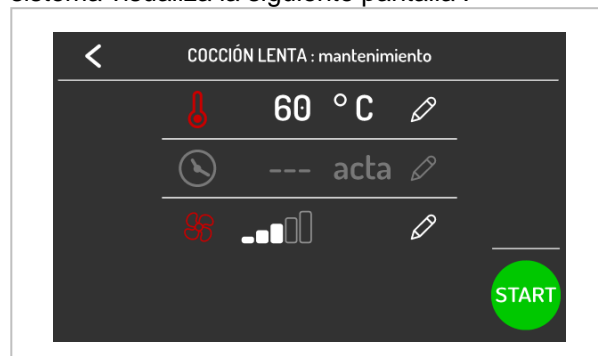 sistema visualiza la siguiente pantalla :
COCCIÓN LENTA : mantenimiento
60 °C
--- acta
START